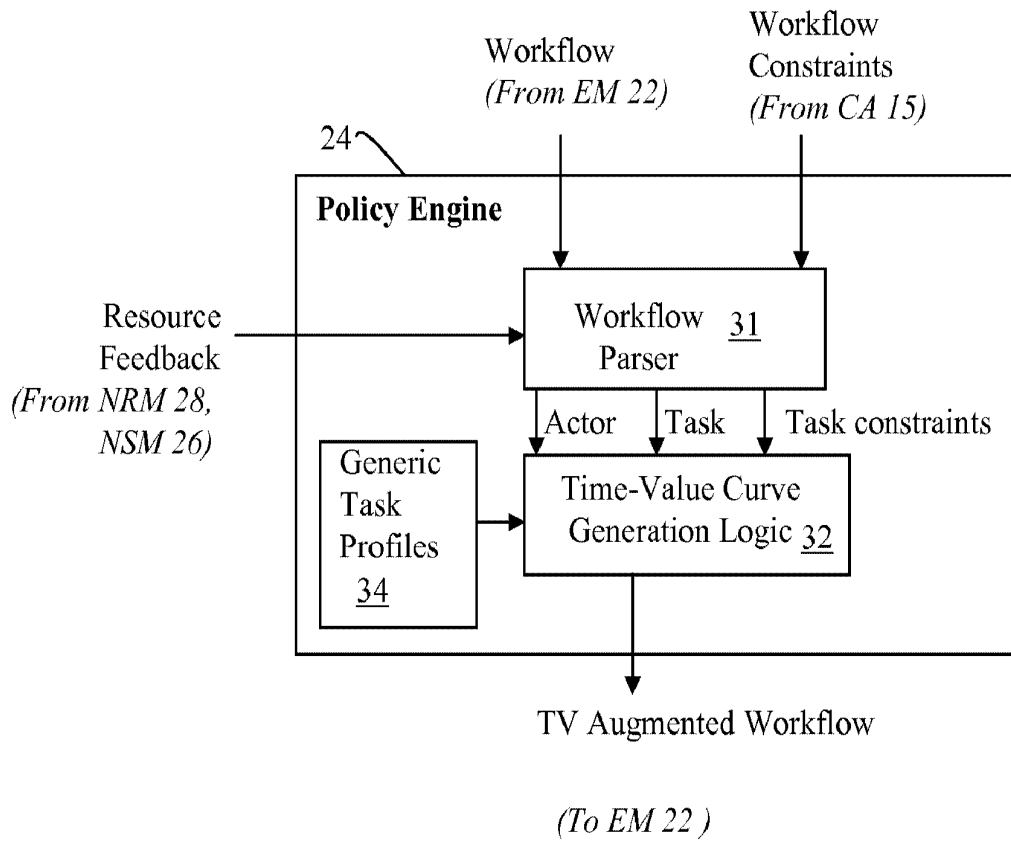 Workflow
(From EM 22)
Workflow
Constraints
(From CA 15)
24
Policy Engine
Resource
Feedback
(From NRM 28,
NSM 26)
Workflow 31
Parser
Actor
Task
Task constraints
Generic
Task
Profiles
34
Time-Value Curve
Generation Logic 32
TV Augmented Workflow
(To EM 22 )